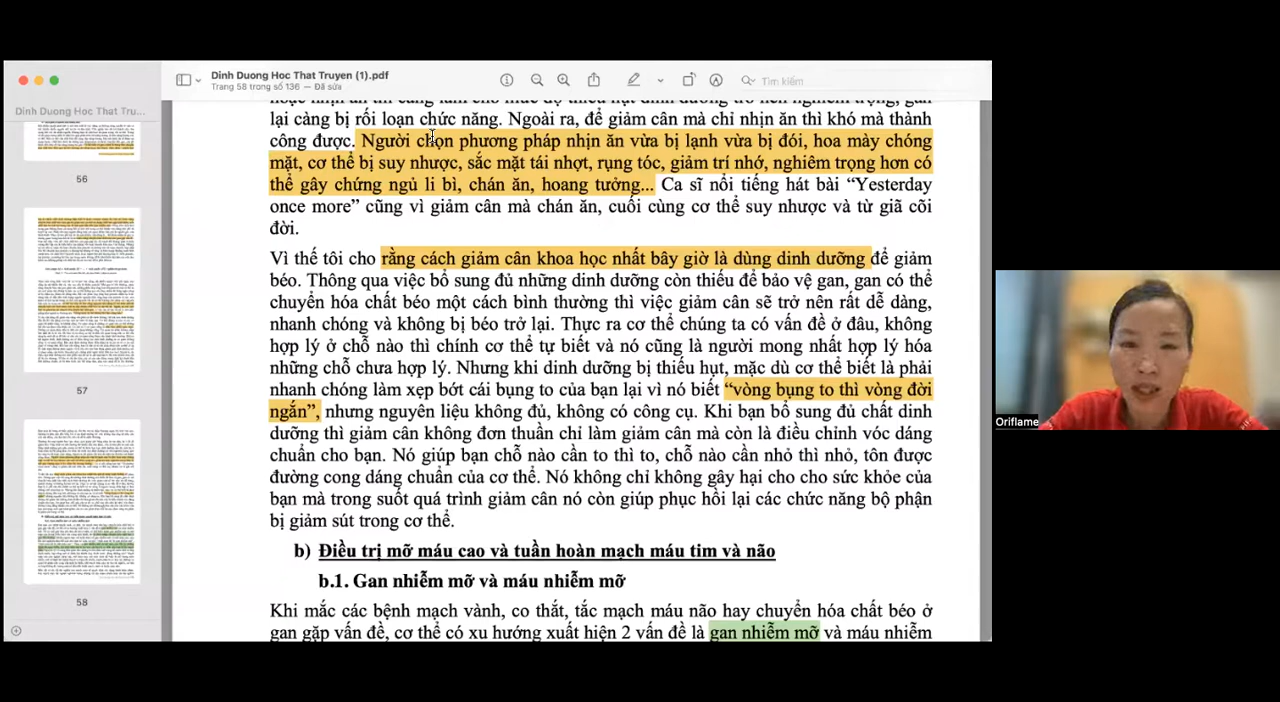 Dinh Duong Hoc That Truyen (1).pdf
Trang 58 trong số 136 — Đã sửa
Tìm kiếm
Dinh Duong Hoc That Tru...
56
57
58
hoặc nhịn ăn thì càng làm cho mức độ thiếu hụt dinh dưỡng trở nên nghiêm trọng, gan
lại càng bị rối loạn chức năng. Ngoài ra, để giảm cân mà chỉ nhịn ăn thì khó mà thành
công được. Người chọn phương pháp nhịn ăn vừa bị lạnh vừa bị đói, hoa mày chóng
mặt, cơ thể bị suy nhược, sắc mặt tái nhợt, rụng tóc, giảm trí nhớ, nghiêm trọng hơn có
thể gây chứng ngủ li bì, chán ăn, hoang tưởng... Ca sĩ nổi tiếng hát bài “Yesterday
once more” cũng vì giảm cân mà chán ăn, cuối cùng cơ thể suy nhược và từ giã cõi
đời.
Vì thế tôi cho rằng cách giảm cân khoa học nhất bây giờ là dùng dinh dưỡng để giảm
béo. Thông qua việc bổ sung những dinh dưỡng còn thiếu để bảo vệ gan, gan có thể
chuyển hóa chất béo một cách bình thường thì việc giảm cân sẽ trở nên rất dễ dàng,
nhanh chóng và không bị béo lại. Thực ra cơ thể chúng ta có vấn đề ở đâu, không
hợp lý ở chỗ nào thì chính cơ thể biết và nó cũng là người mong nhất hợp lý hóa
những chỗ chưa hợp lý. Nhưng khi dinh dưỡng bị thiếu hụt, mặc dù cơ thể biết là phải
nhanh chóng làm xẹp bớt cái bụng to của bạn lại vì nó biết “vòng bụng to thì vòng đời
ngắn”, nhưng nguyên liệu không đủ, không có công cụ. Khi bạn bổ sung đủ chất dinh
dưỡng thì giảm cân không đơn thuần chỉ làm giảm cân mà còn điều chỉnh vóc dáng
chuẩn cho bạn. Nó giúp bạn chỗ nào cần to thì to, chỗ nào cần nhỏ thì nhỏ, tôn được
những đường cong chuẩn của cơ thể. Nó không chỉ không gây hại gì cho sức khỏe của
bạn mà trong suốt quá trình giảm béo nó còn giúp phục hồi lại các chức năng bộ phận
bị giảm sút trong cơ thể.
b) Điều trị mỡ máu cao và tuần hoàn mạch máu tim và não
b.1. Gan nhiễm mỡ và máu nhiễm mỡ
Khi mắc các bệnh mạch vành, co thắt, tắc mạch máu não hay chuyển hóa chất béo ở
gan gặp vấn đề, cơ thể có xu hướng xuất hiện 2 vấn đề là gan nhiễm mỡ và máu nhiễm
Oriflame